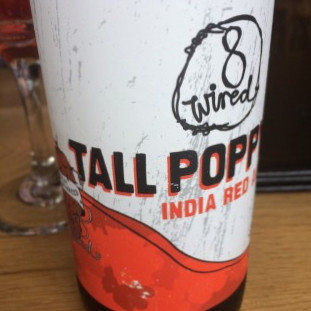 8
wired
TALL POPP
INDIA RED